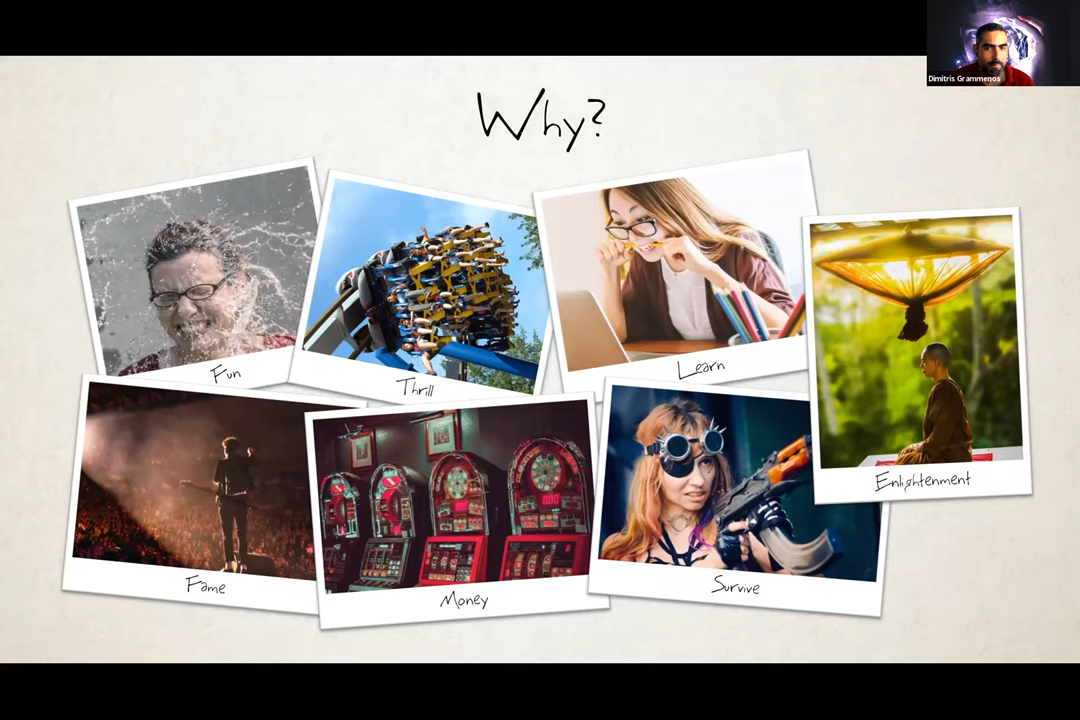 Dimitris Grammenos
Why?
Fun
Thrill
Learn
Enlightenment
Fame
Money
Survive